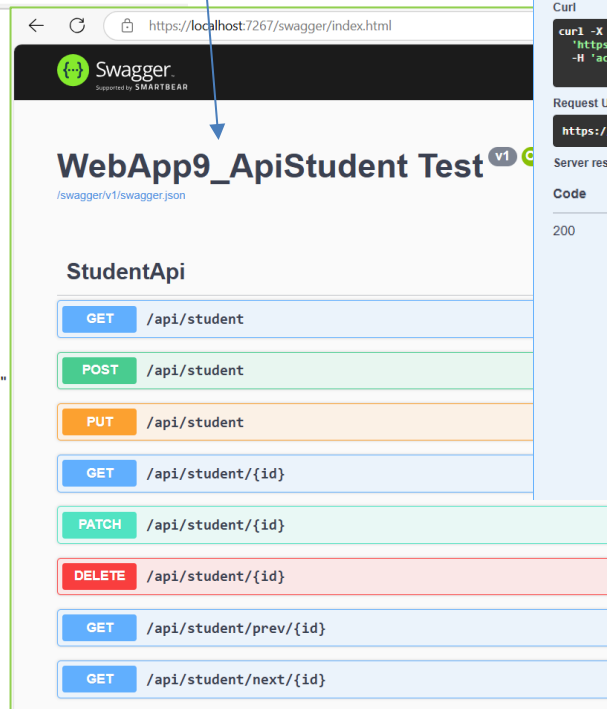 https://localhost:7267/swagger/index.html
Swagger
Supported by SMARTBEAR
WebApp9_ApiStudent Test v1
/swagger/v1/swagger.json
StudentApi
GET /api/student
POST /api/student
"
PUT /api/student
GET /api/student/{id}
PATCH /api/student/{id}
DELETE /api/student/{id}
GET /api/student/prev/{id}
GET /api/student/next/{id}
Curl
curl -X
'https
-H 'ac
Request U
https:/
Server res
Code
200